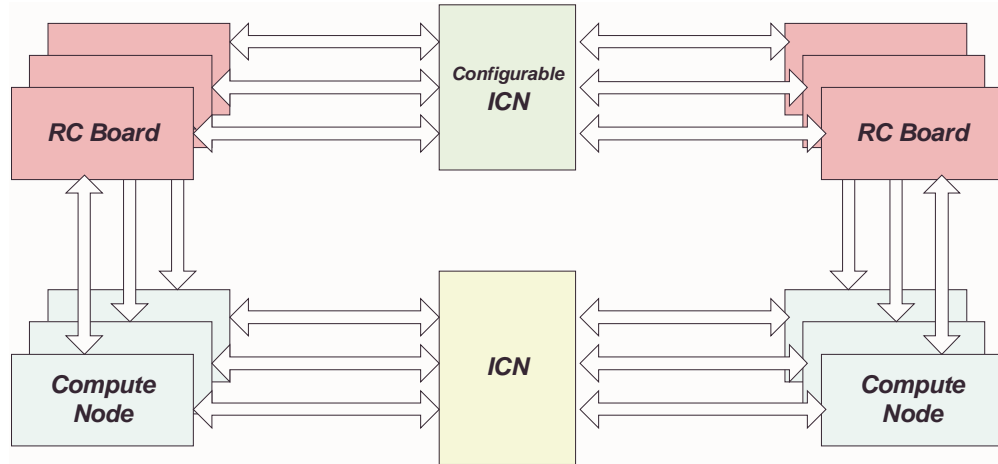 Configurable
ICN
RC Board
RC Board
ICN
Compute
Node
Compute
Node